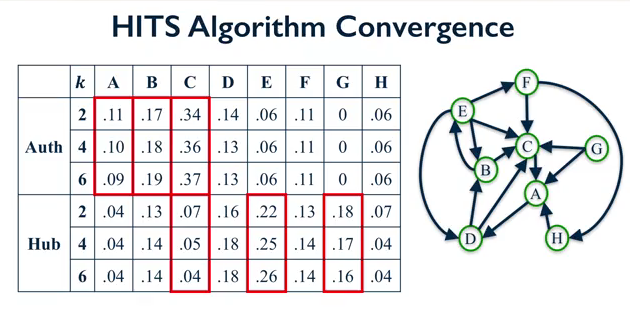 HITS Algorithm Convergence
k A B C D E F G H
2 .11 .17 .34 .14 .06 .11 0 .06
Auth 4 .10 .18 .36 .13 .06 .11 0 .06
6 .09 .19 .37 .13 .06 .11 0 .06
2 .04 .13 .07 .16 .22 .13 .18 .07
Hub 4 .04 .14 .05 .18 .25 .14 .17 .04
6 .04 .14 .04 .18 .26 .14 .16 .04
F
E
C
G
B
A
D
H